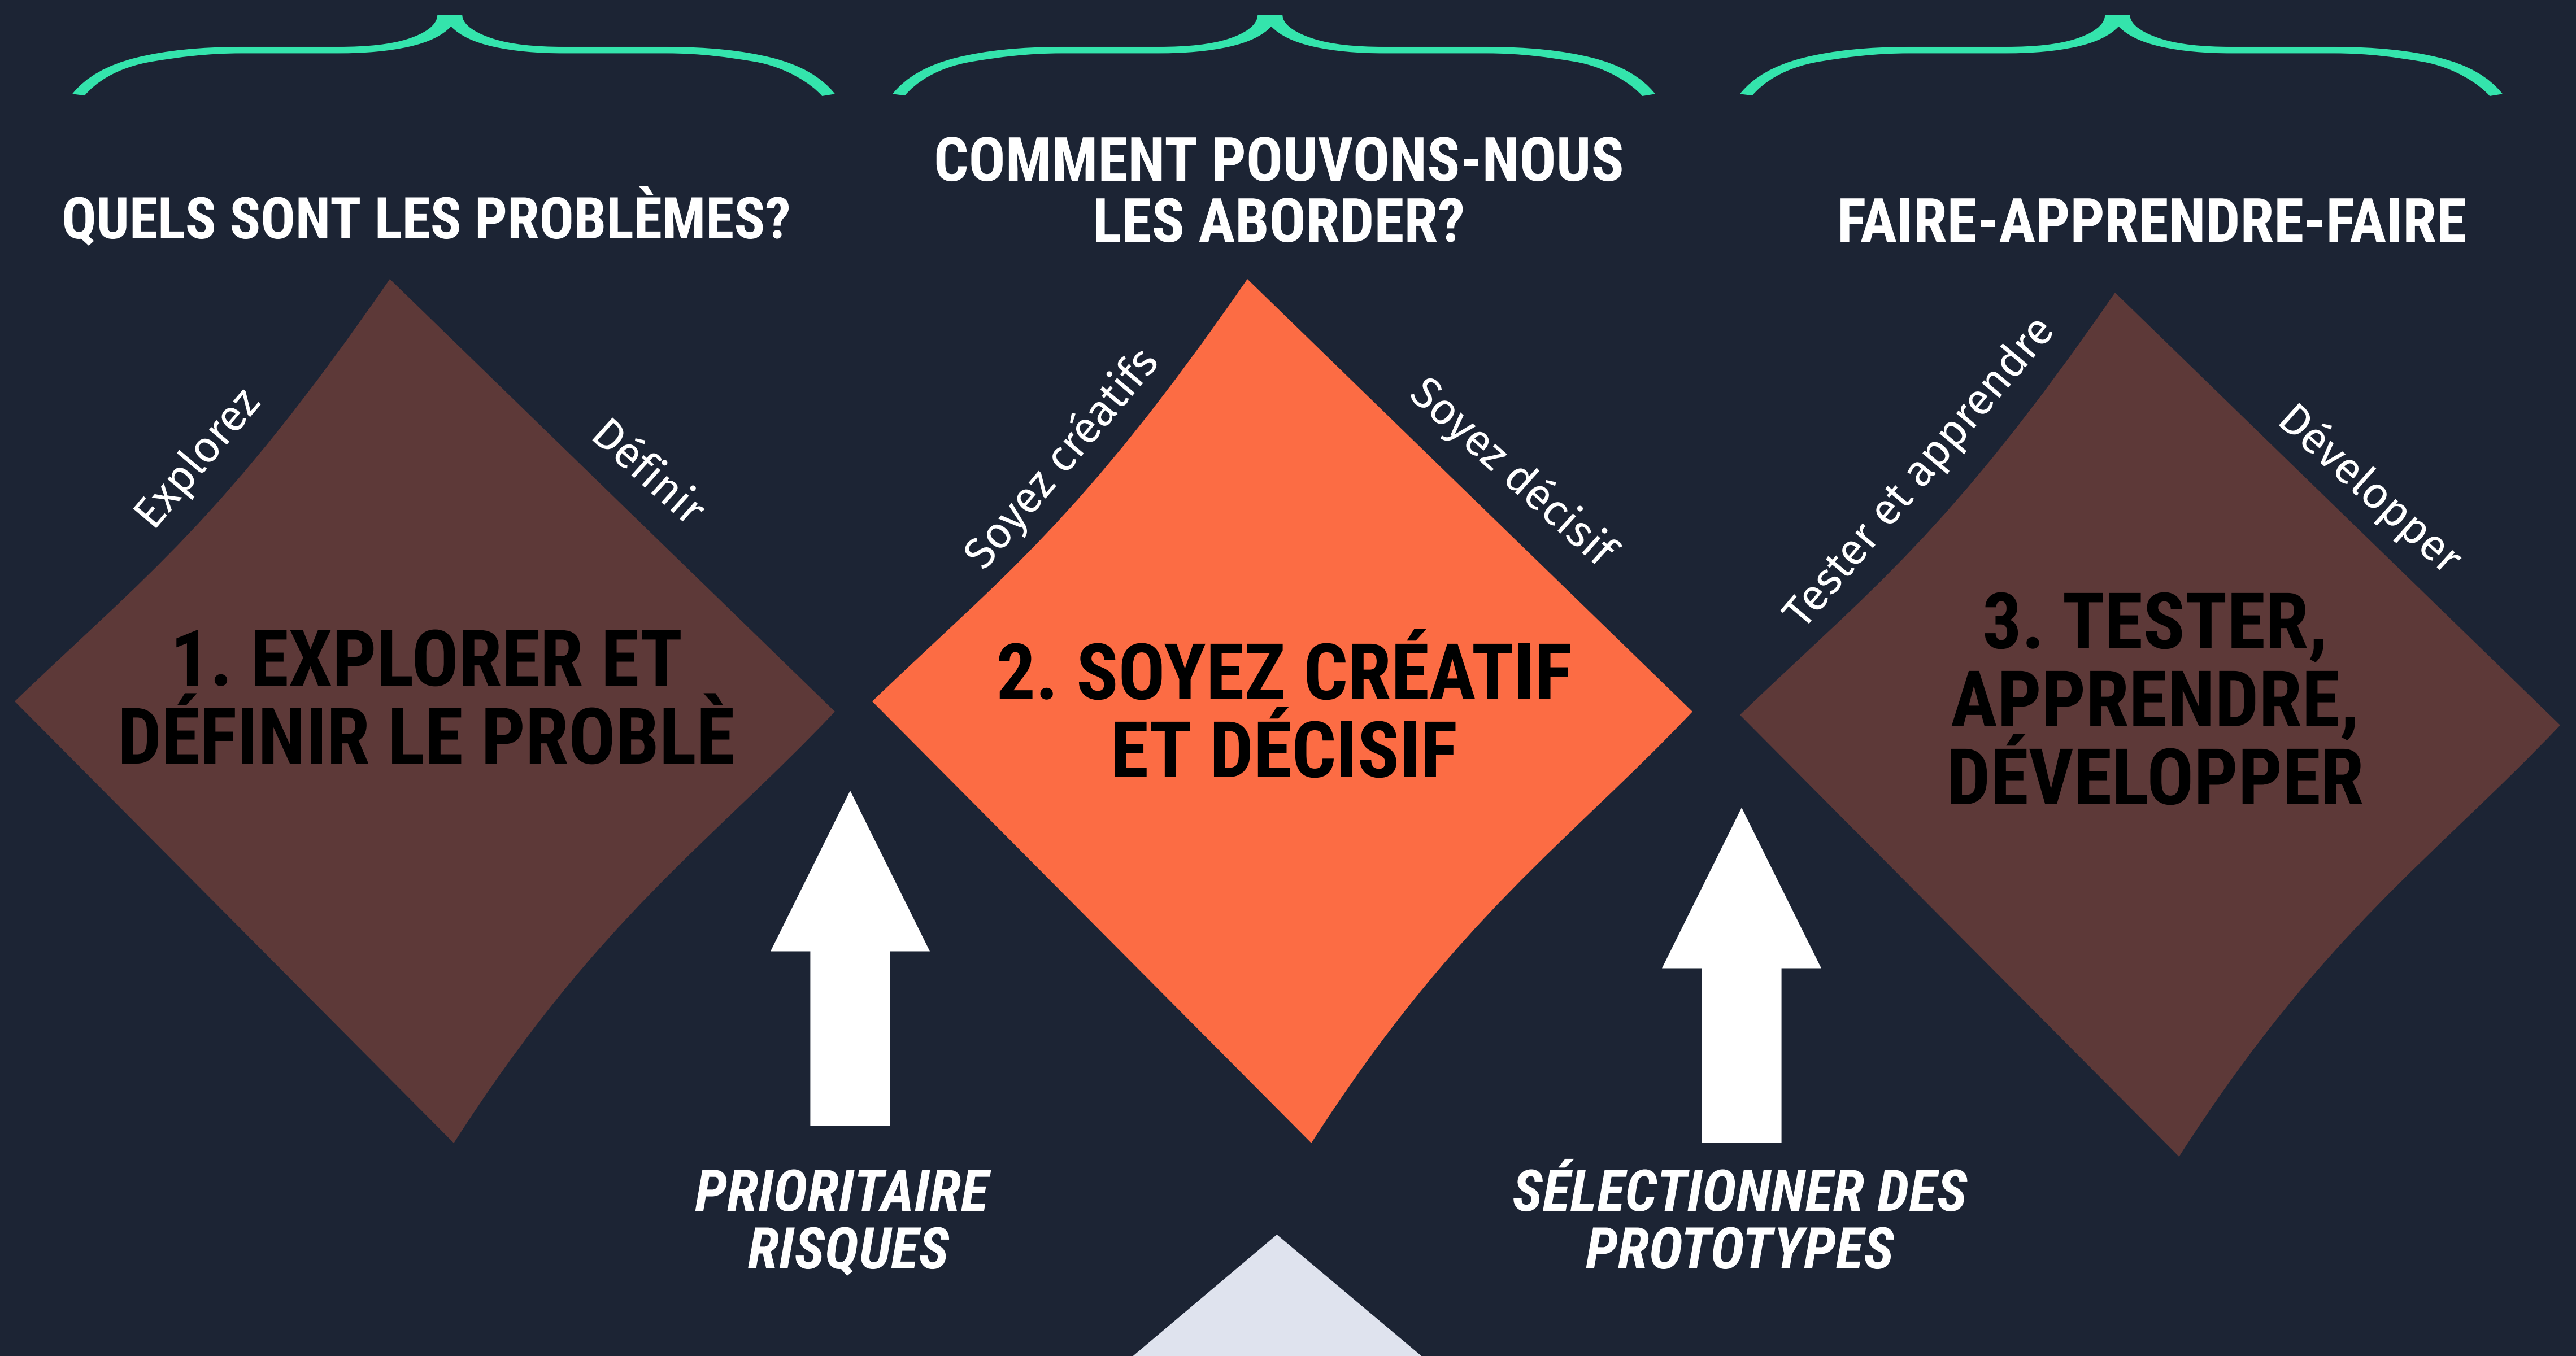 QUELS SONT LES PROBLÈMES?
COMMENT POUVONS-NOUS
LES ABORDER?
FAIRE-APPRENDRE-FAIRE
Explorez
Définir
1. EXPLORER ET
DÉFINIR LE PROBLÈ
Soyez créatifs
Soyez décisif
2. SOYEZ CRÉATIF
ET DÉCISIF
Tester et apprendre
Développer
3. TESTER,
APPRENDRE,
DÉVELOPPER
PRIORITAIRE
RISQUES
SÉLECTIONNER DES
PROTOTYPES